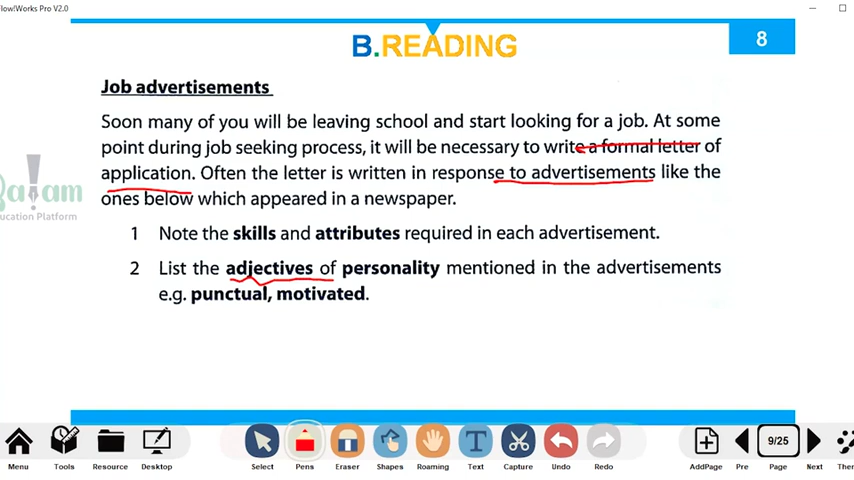 Flow!Works Pro V2.0
8
B.READING
Job advertisements
Soon many of you will be leaving school and start looking for a job. At some
point during job seeking process, it will be necessary to write a formal letter of
application. Often the letter is written in response to advertisements like the
ones below which appeared in a newspaper.
1 Note the skills and attributes required in each advertisement.
2 List the adjectives of personality mentioned in the advertisements
e.g. punctual, motivated.
9/25
Menu Tools Resource Desktop Select Pens Eraser Shapes Roaming Text Capture Undo Redo AddPage Pre Page Next